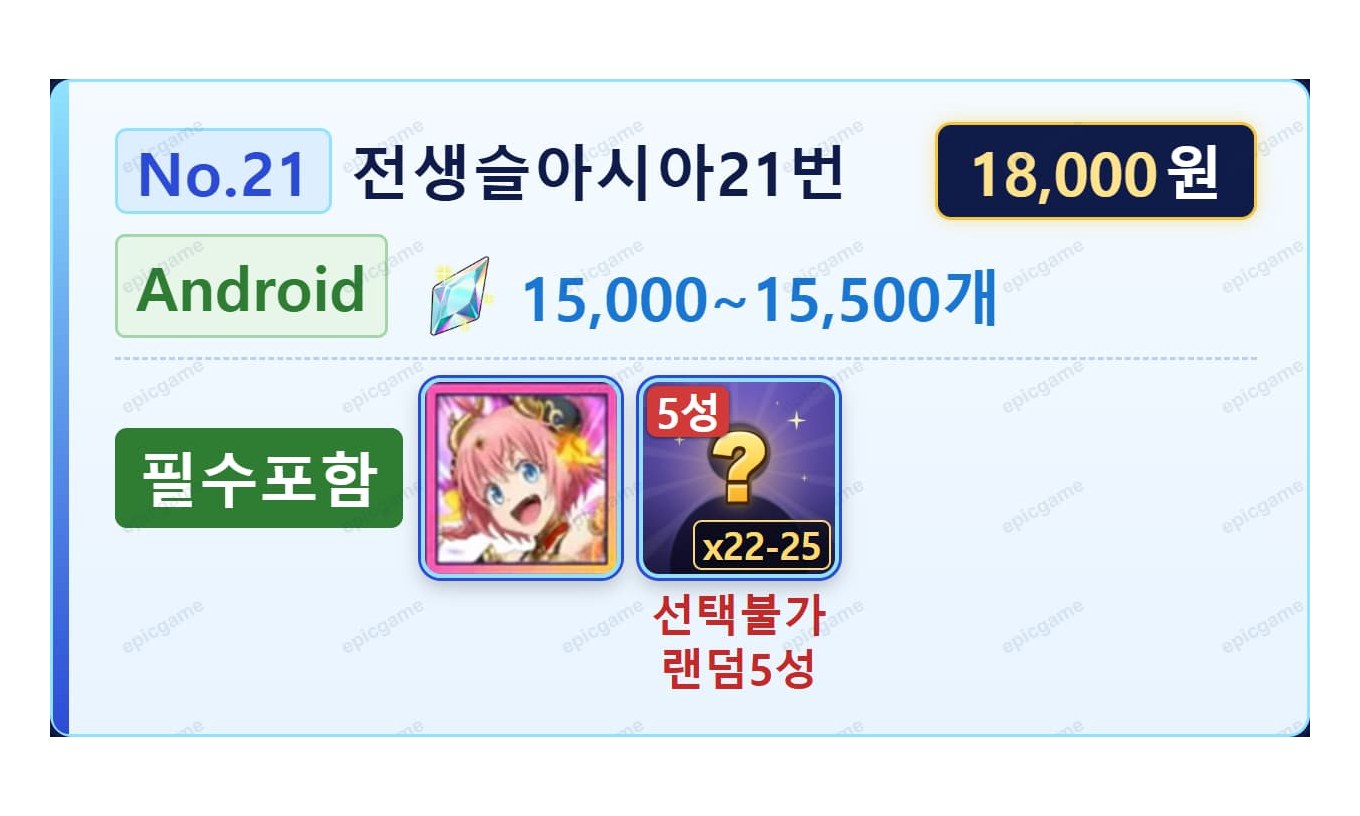 No.21 전생슬아시아21번 18,000원
Android 15,000~15,500개
필수포함
5성
?
x22-25
선택불가
랜덤5성
epicgame